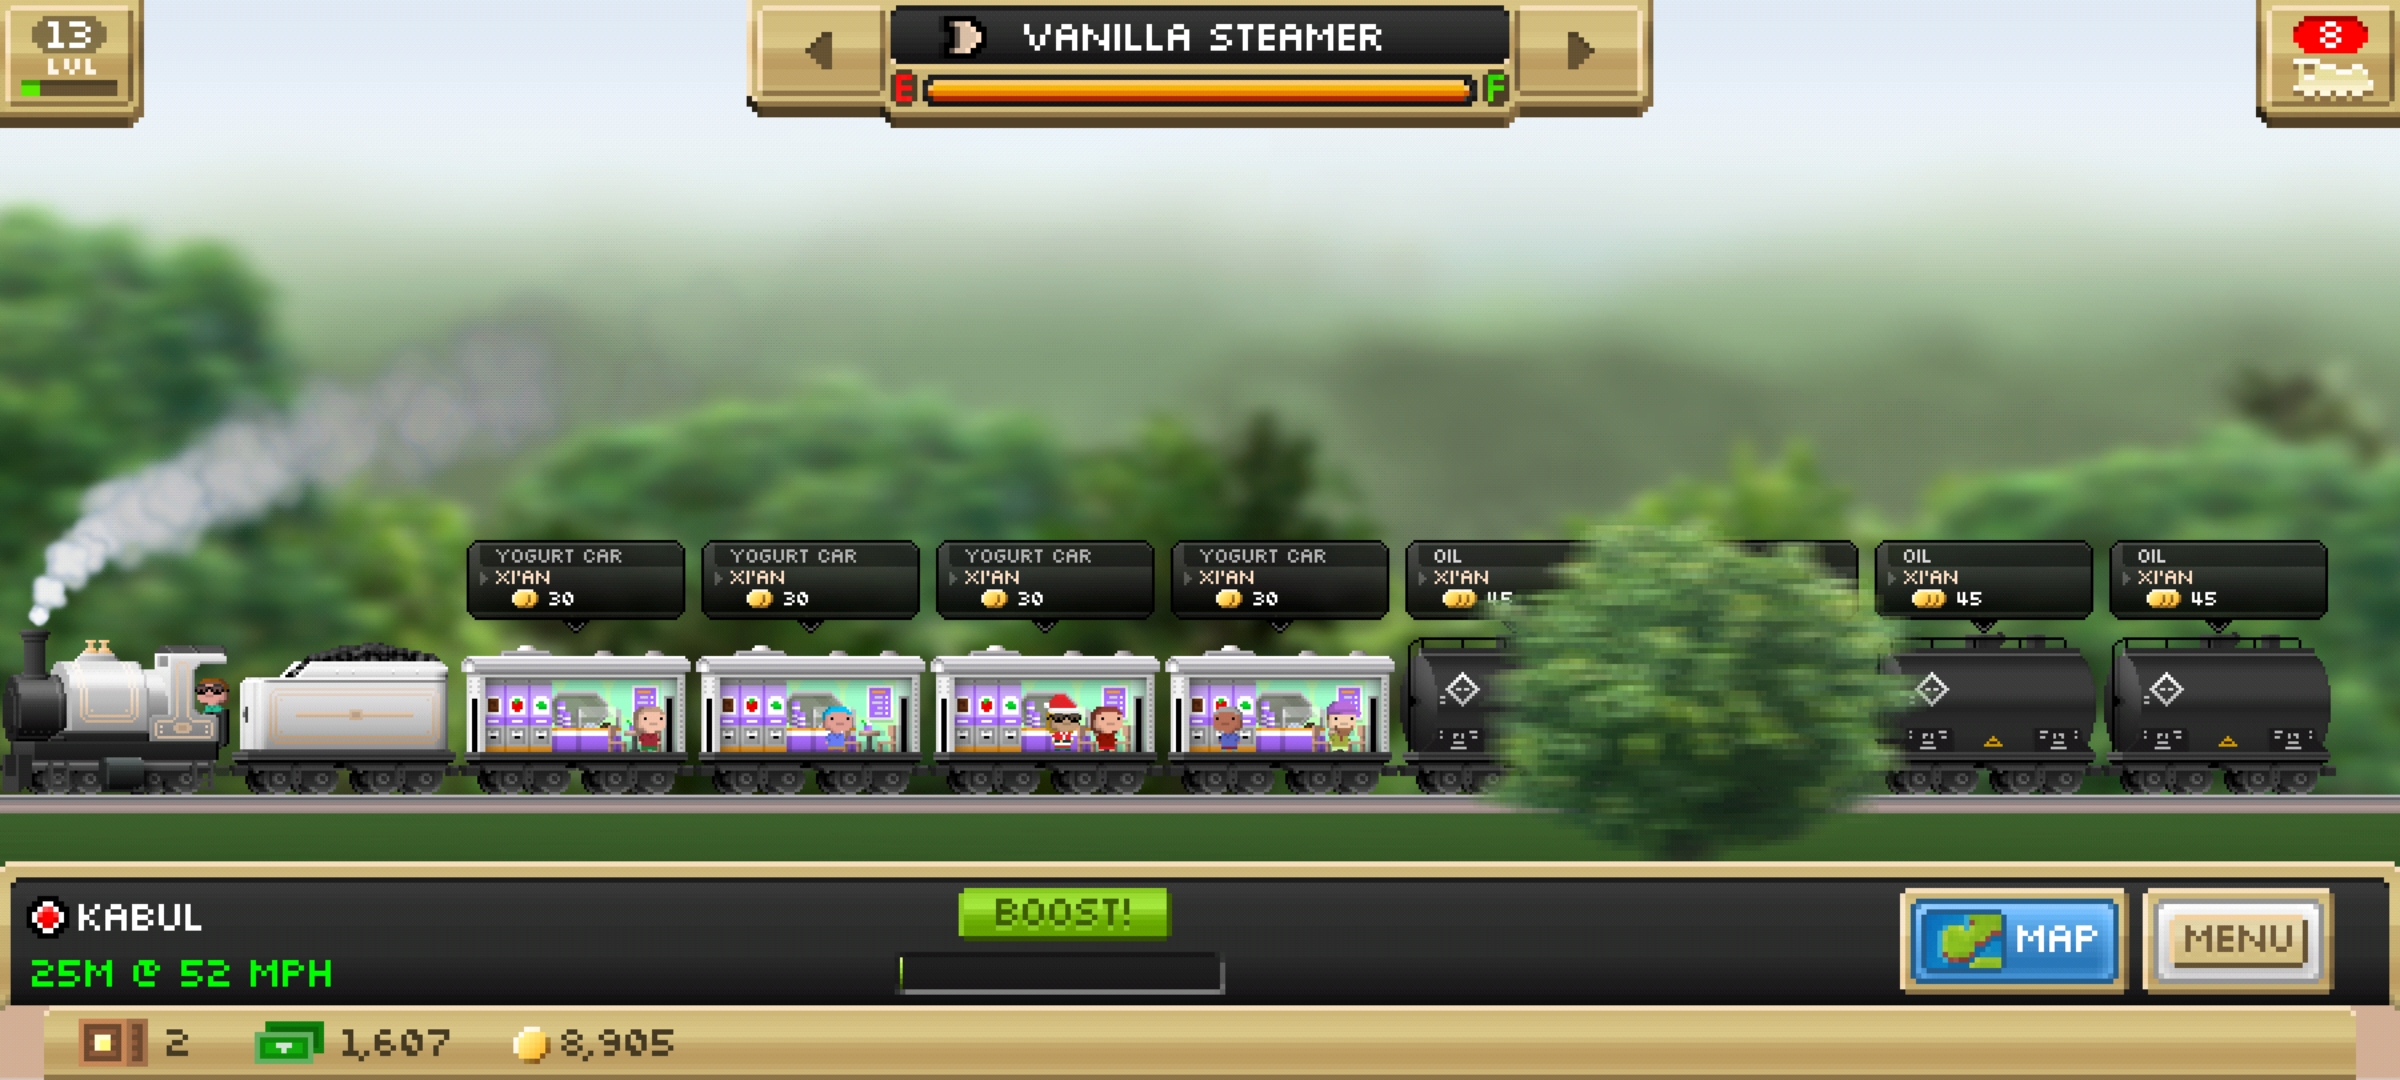 13
LVL
VANILLA STEAMER
E
F
8
YOGURT CAR
XI'AN
30
YOGURT CAR
XI'AN
30
YOGURT CAR
XI'AN
30
YOGURT CAR
XI'AN
30
OIL
XI'AN
45
OIL
XI'AN
45
OIL
XI'AN
45
KABUL
25M @ 52 MPH
BOOST!
MAP
MENU
2
1,607
8,905